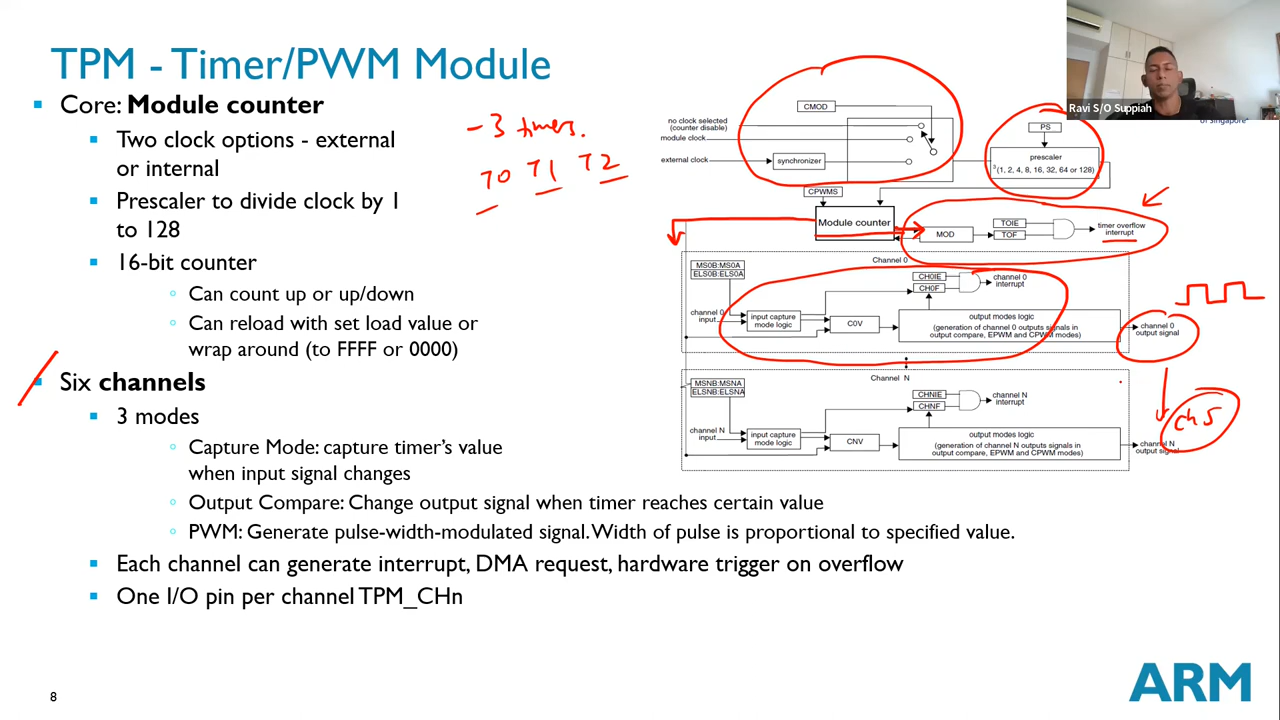 TPM - Timer/PWM Module
Core: Module counter
Two clock options - external
or internal
Prescaler to divide clock by 1
to 128
16-bit counter
Can count up or up/down
Can reload with set load value or
wrap around (to FFFF or 0000)
Six channels
3 modes
Capture Mode: capture timer's value
when input signal changes
Output Compare: Change output signal when timer reaches certain value
PWM: Generate pulse-width-modulated signal. Width of pulse is proportional to specified value.
Each channel can generate interrupt, DMA request, hardware trigger on overflow
One I/O pin per channel TPM_CHn
- 3 timers.
70 71 72
CMOD
no clock selected
(counter disable)
module clock
external clock
synchronizer
PS
prescaler
(1, 2, 4, 8, 16, 32, 64 or 128)
CPWMS
Module counter
MOD
TOIE
TOF
timer overflow
interrupt
Channel 0
MS0B:MS0A
ELS0B:ELS0A
channel 0
input
input capture
mode logic
C0V
CH0IE
CH0F
channel 0
interrupt
output modes logic
(generation of channel 0 outputs signals in
output compare, EPWM and CPWM modes)
channel 0
output signal
Channel N
MSNB:MSNA
ELSNB:ELSNA
channel N
input
input capture
mode logic
CNV
CHNIE
CHNF
channel N
interrupt
output modes logic
(generation of channel N outputs signals in
output compare, EPWM and CPWM modes)
channel N
output signal
ch 5
Ravi S/O Suppiah
of Singapore
8
ARM